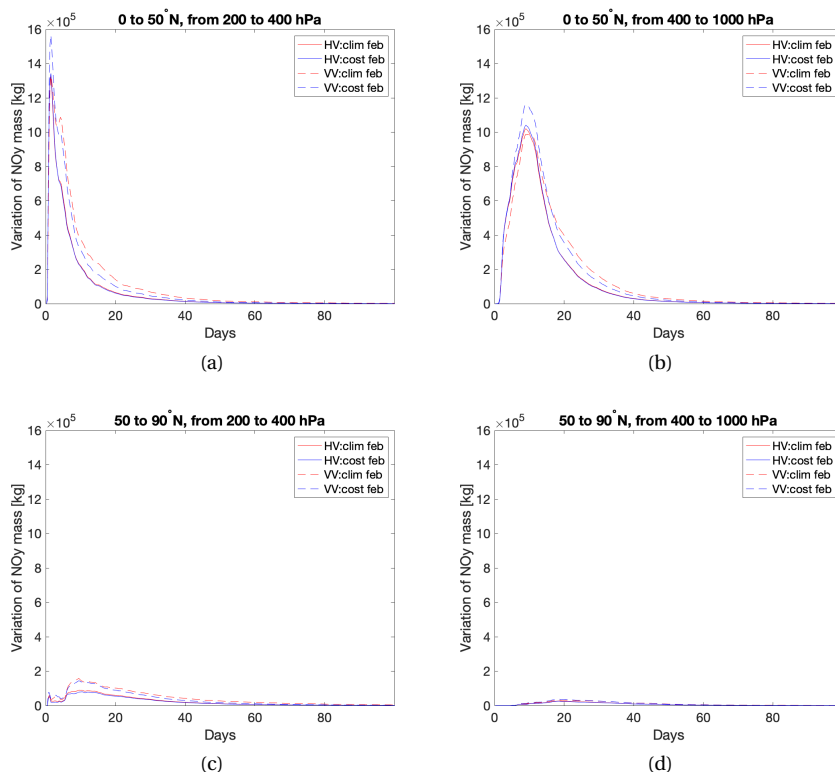 0 to 50°N, from 200 to 400 hPa
×10⁵
Variation of NOy mass [kg]
16
14
12
10
8
6
4
2
0
0 20 40 60 80
Days
HV:clim feb
HV:cost feb
VV:clim feb
VV:cost feb
(a)
0 to 50°N, from 400 to 1000 hPa
×10⁵
Variation of NOy mass [kg]
16
14
12
10
8
6
4
2
0
0 20 40 60 80
Days
HV:clim feb
HV:cost feb
VV:clim feb
VV:cost feb
(b)
50 to 90°N, from 200 to 400 hPa
×10⁵
Variation of NOy mass [kg]
16
14
12
10
8
6
4
2
0
0 20 40 60 80
Days
HV:clim feb
HV:cost feb
VV:clim feb
VV:cost feb
(c)
50 to 90°N, from 400 to 1000 hPa
×10⁵
Variation of NOy mass [kg]
16
14
12
10
8
6
4
2
0
0 20 40 60 80
Days
HV:clim feb
HV:cost feb
VV:clim feb
VV:cost feb
(d)